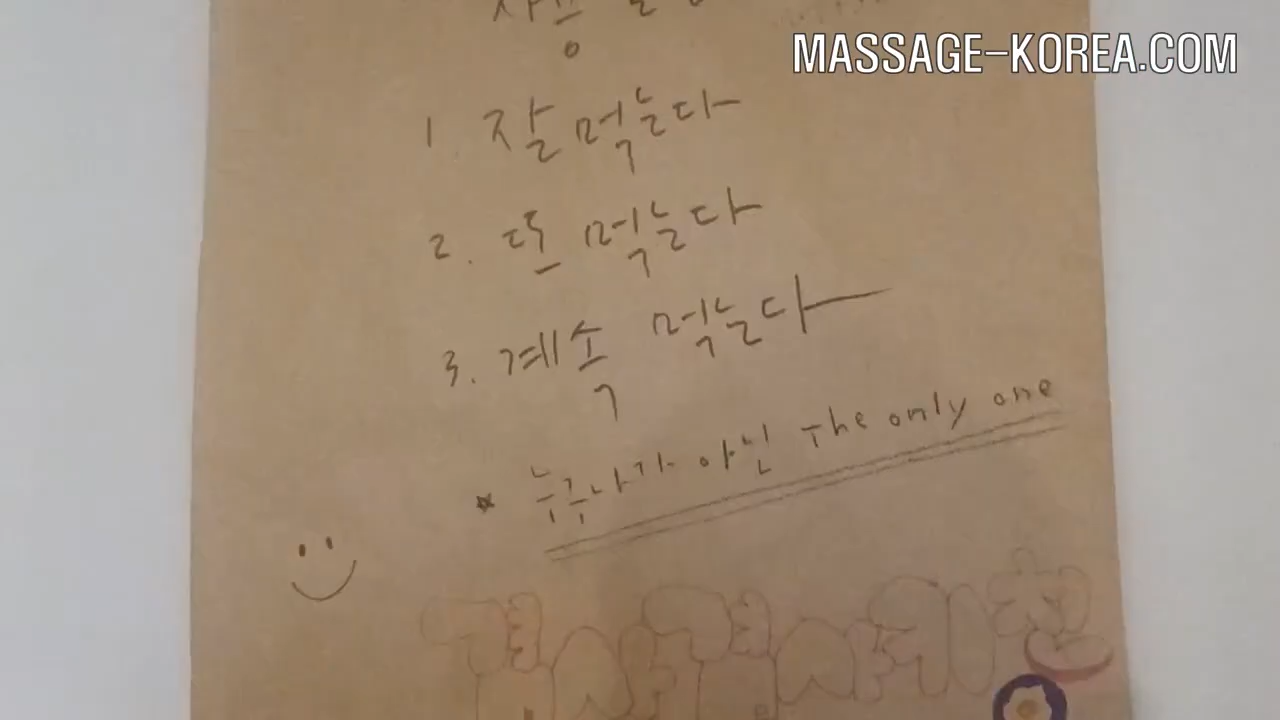 MASSAGE-KOREA.COM
1. 잘 먹는다
2. 또 먹는다
3. 계속 먹는다
* 누구나가 아닌 The only one